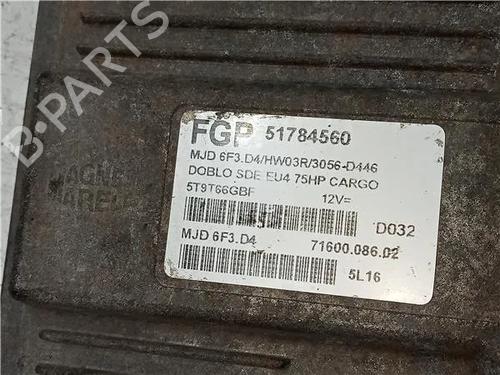 FGP 51784560
MJD 6F3.D4/HW03R/3056-D446
DOBLO SDE EU4 75HP CARGO
5T9T66GBF 12V=
D032
MJD 6F3.D4 71600.086.02
5L16
MAGNETI
MARELLI